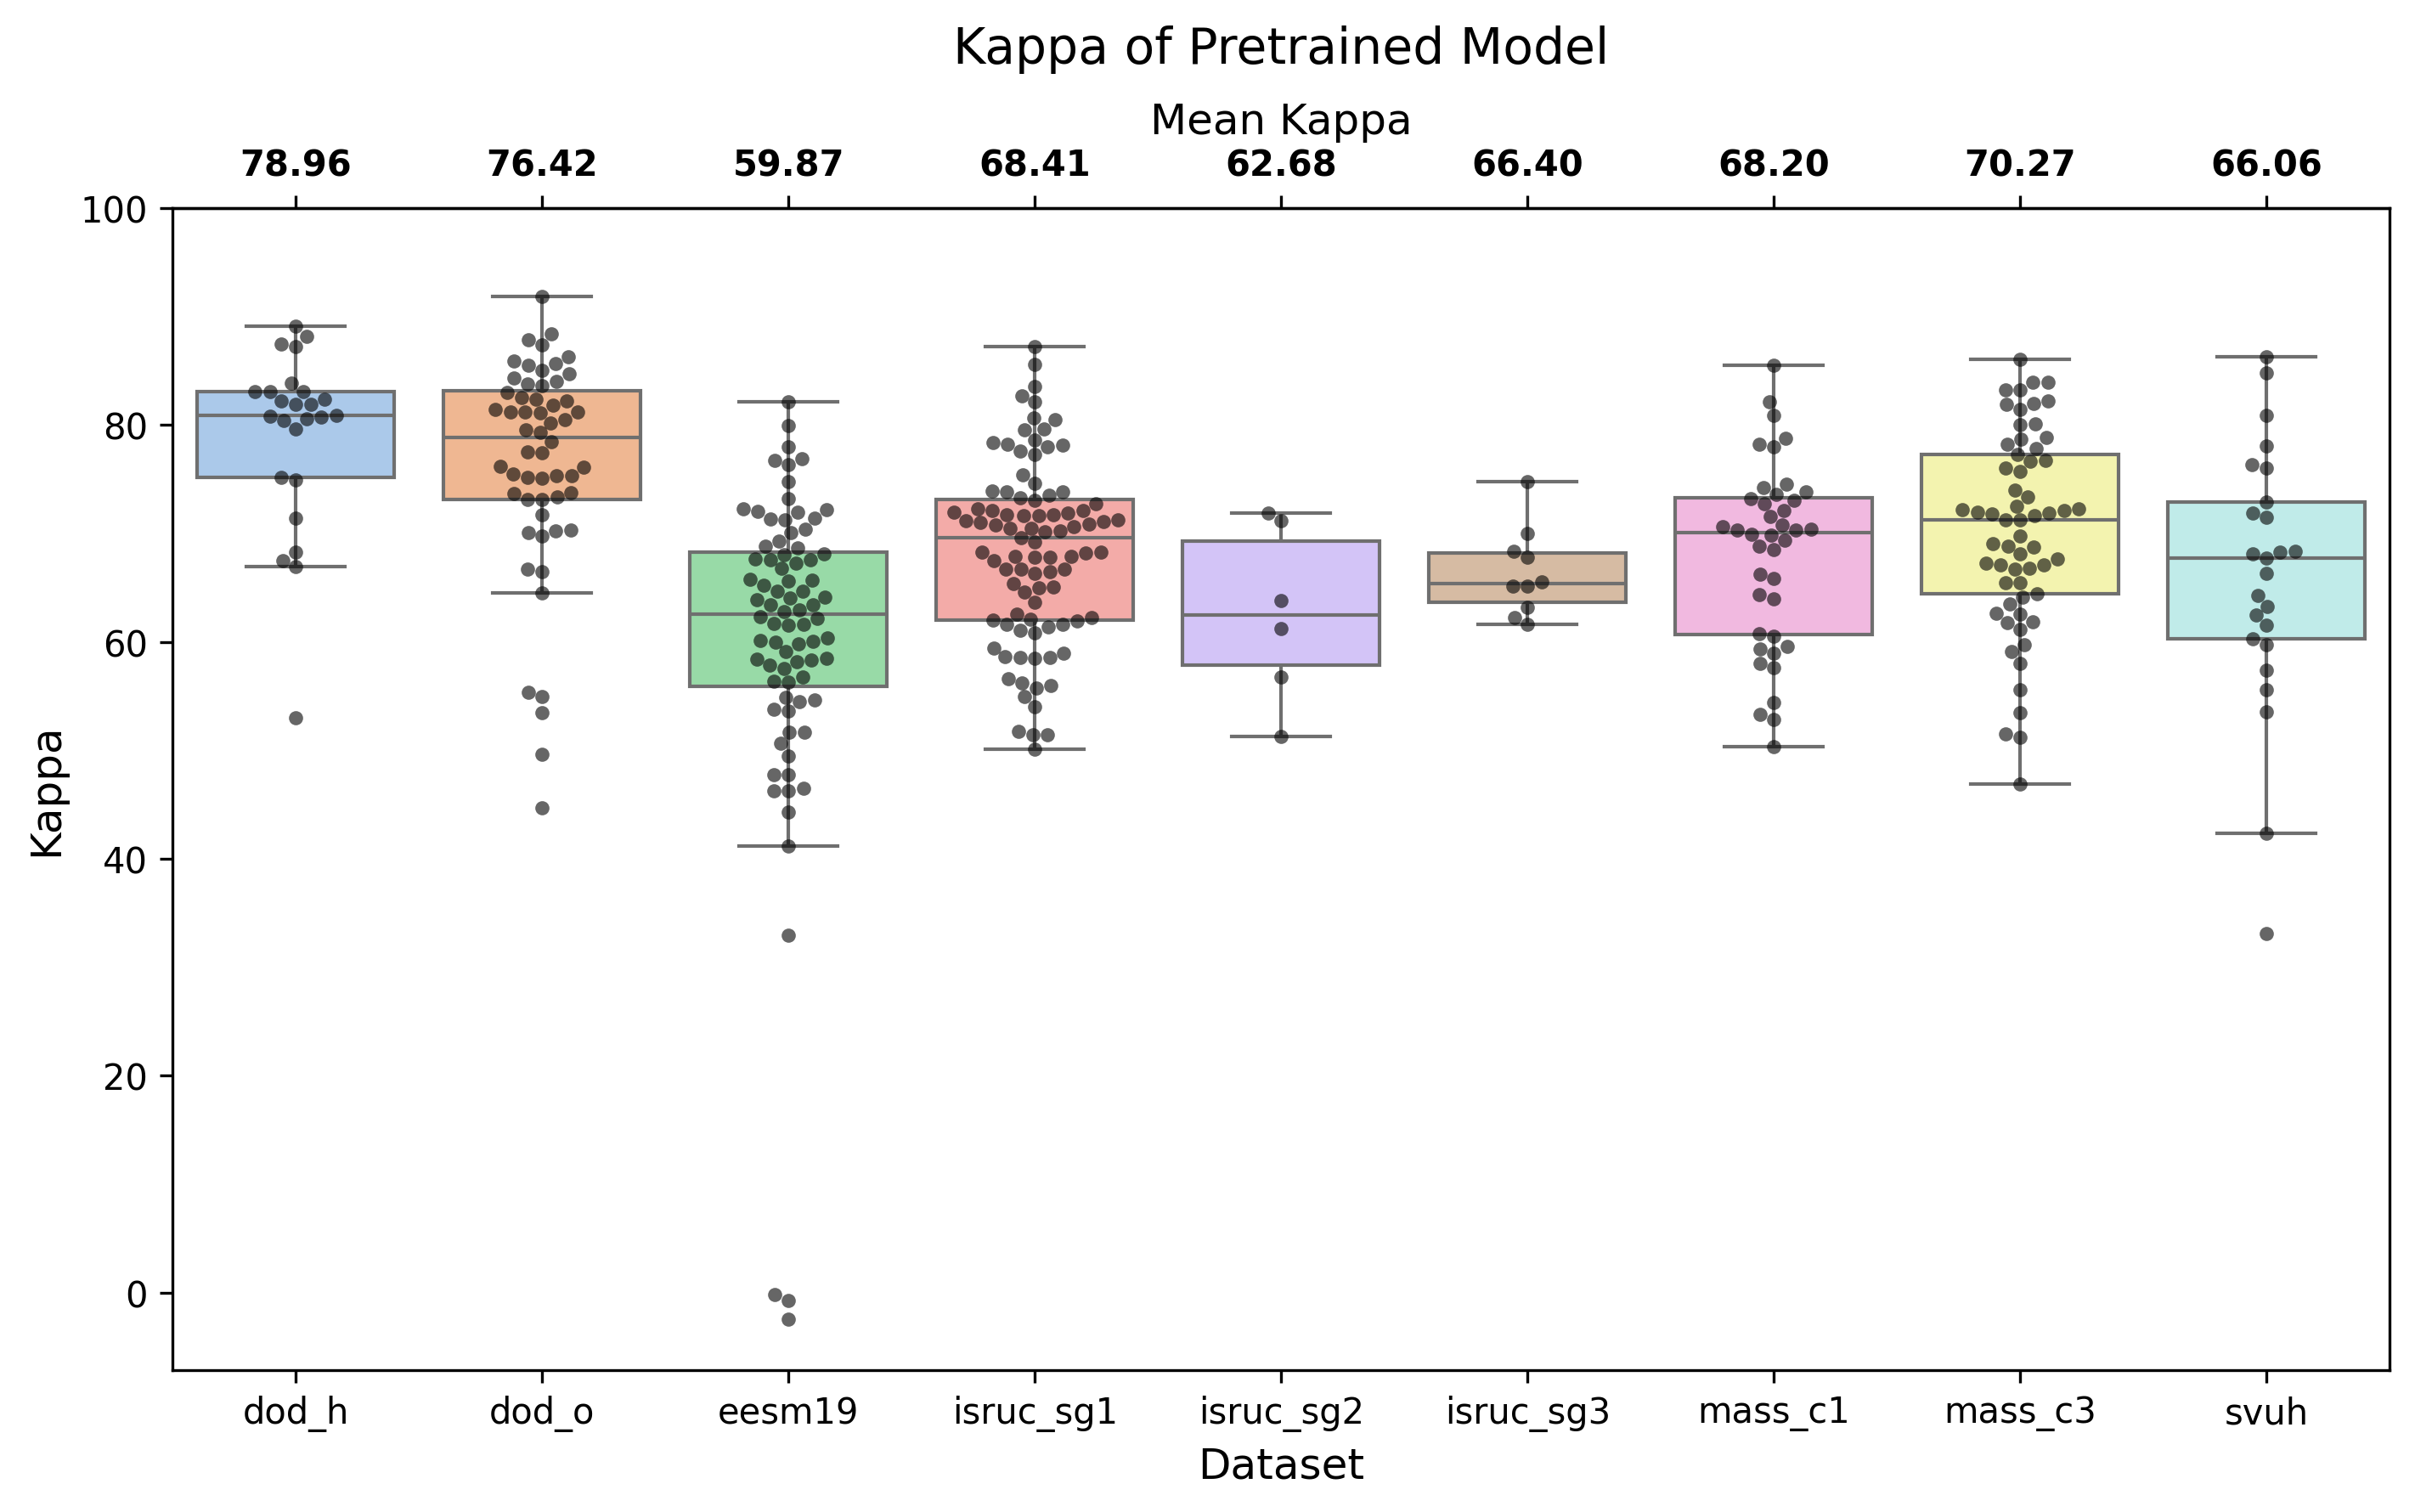 Kappa of Pretrained Model
Mean Kappa
78.96 76.42 59.87 68.41 62.68 66.40 68.20 70.27 66.06
100
80
60
40
20
0
Kappa
dod_h dod_o eesm19 isruc_sg1 isruc_sg2 isruc_sg3 mass_c1 mass_c3 svuh
Dataset